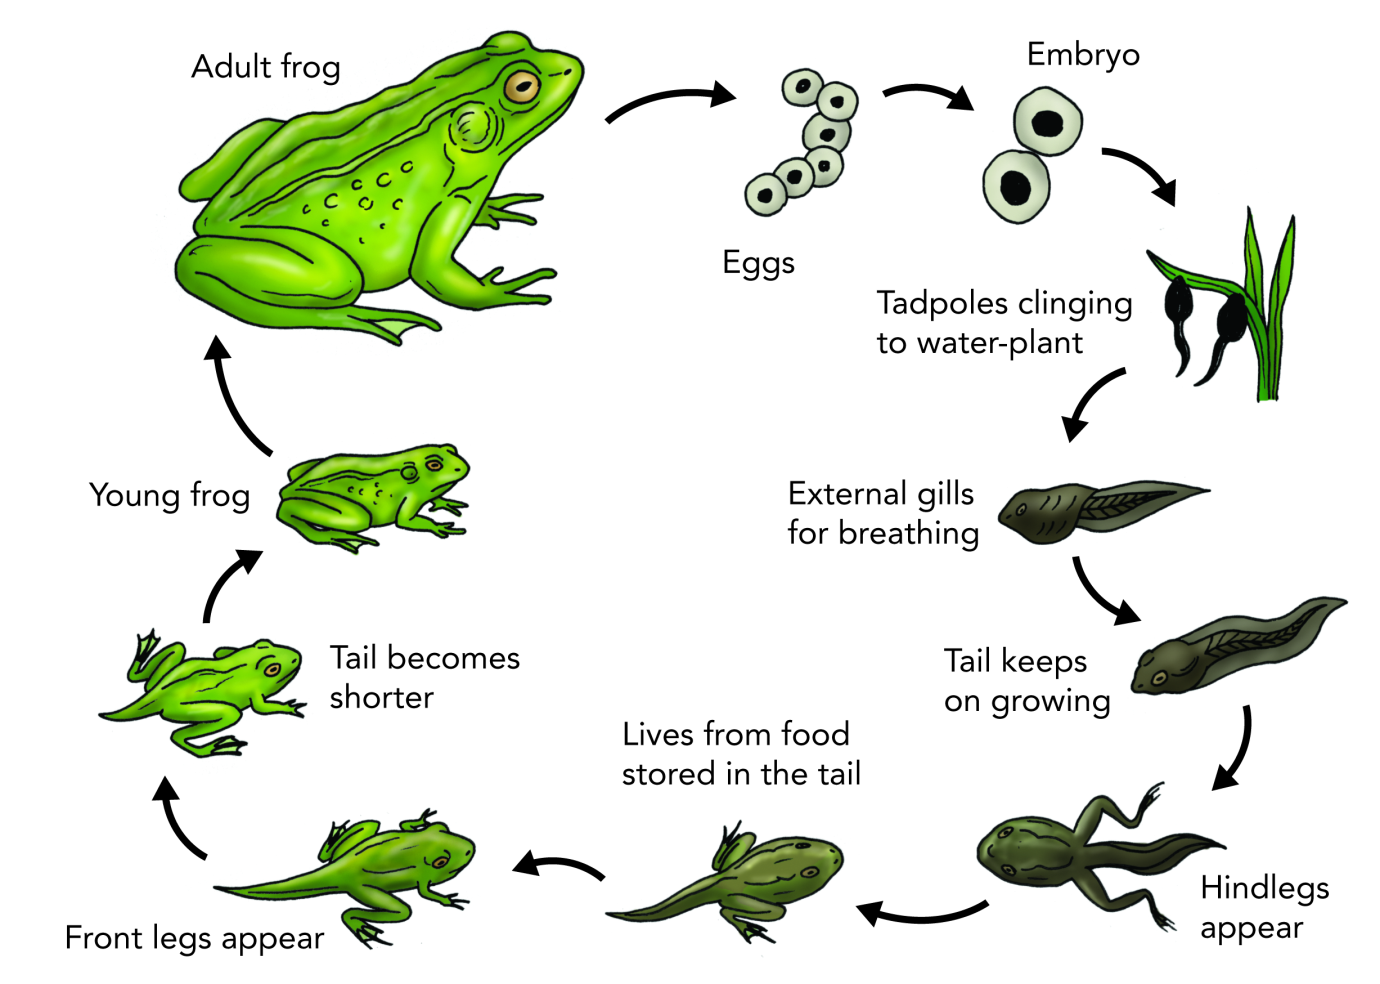 Adult frog
Eggs
Embryo
Tadpoles clinging
to water-plant
External gills
for breathing
Tail keeps
on growing
Hindlegs
appear
Lives from food
stored in the tail
Front legs appear
Tail becomes
shorter
Young frog